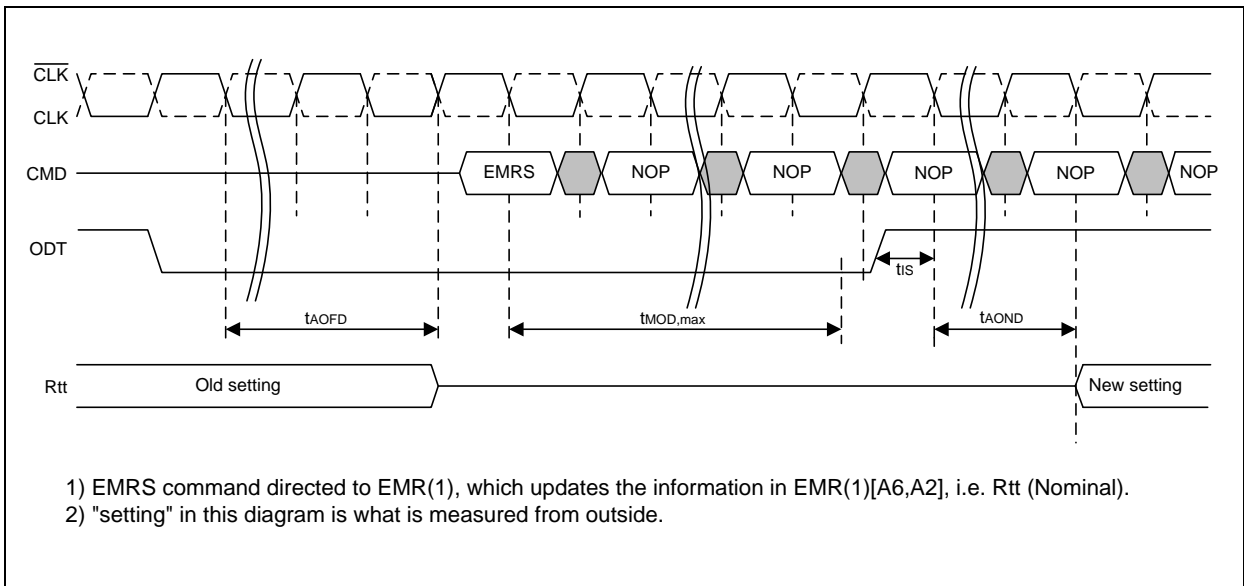 CLK
CLK
CMD EMRS NOP NOP NOP NOP NOP
ODT
tIS
tAOFD tMOD,max tAOND
Rtt Old setting New setting
1) EMRS command directed to EMR(1), which updates the information in EMR(1)[A6,A2], i.e. Rtt (Nominal).
2) "setting" in this diagram is what is measured from outside.